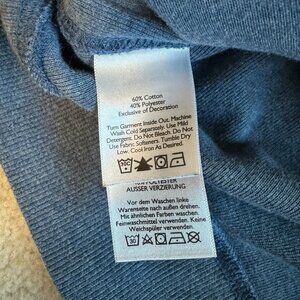 60% Cotton
40% Polyester
Exclusive of Decoration
Turn Garment Inside Out, Machine
Wash Cold Separately. Use Mild
Detergent. Do Not Bleach. Do Not
Use Fabric Softeners. Tumble Dry
Low, Cool Iron As Desired.
POLYESTER
AUSSER VERZIERUNG
Vor dem Waschen linke
Warenseite nach außen drehen.
Mit ähnlichen Farben waschen.
Feinwaschmittel verwenden. Keine
Weichspüler verwenden.
30